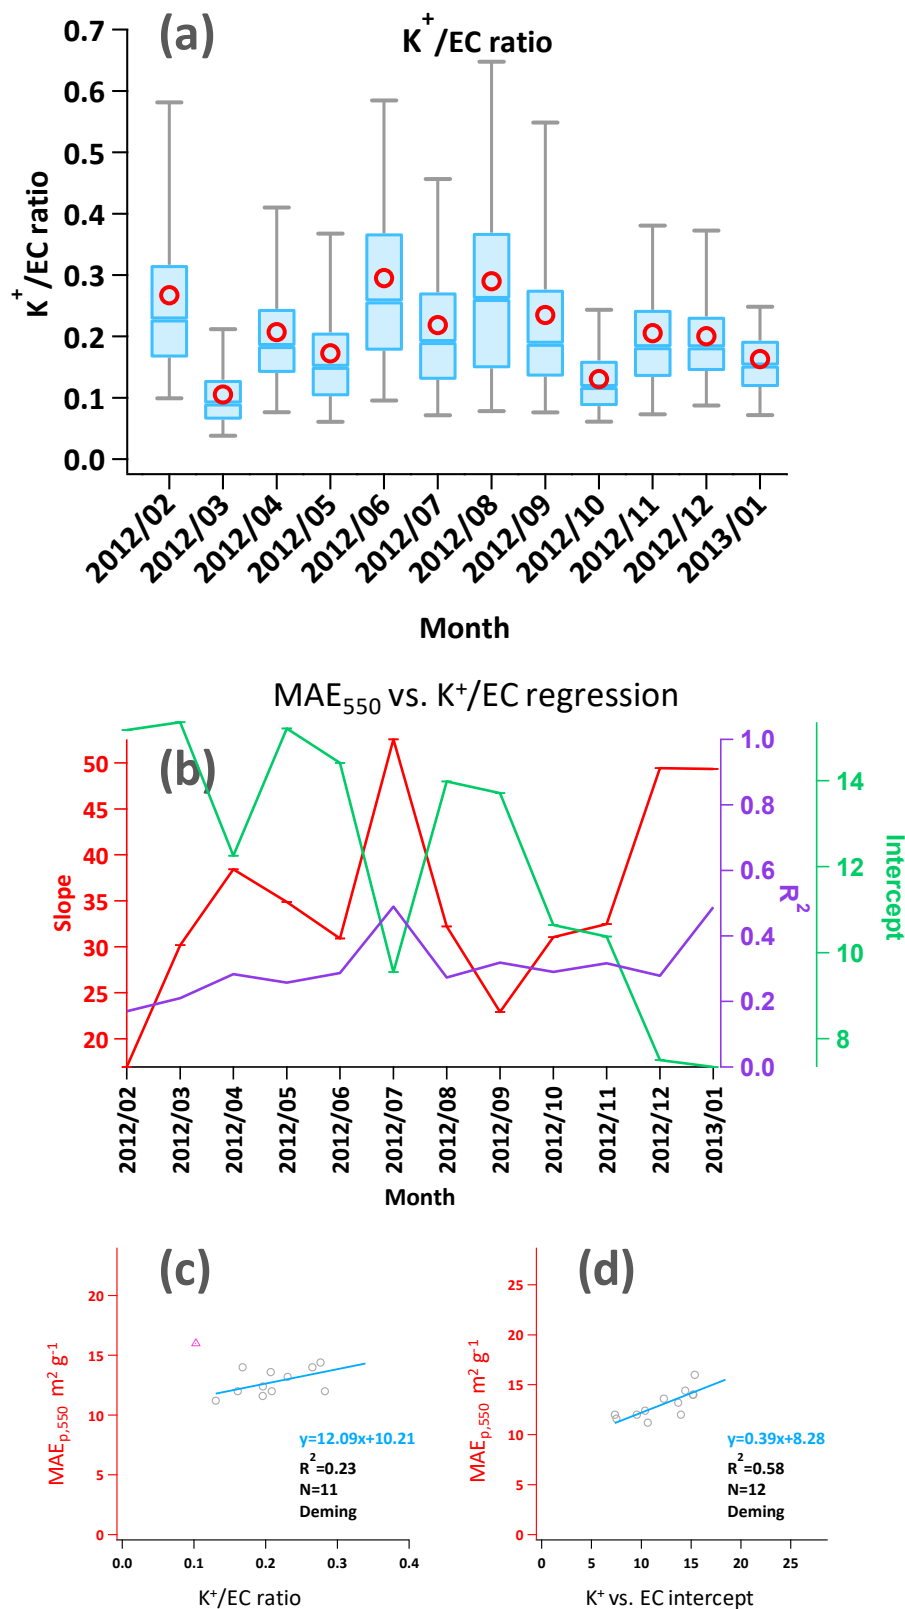 (a)
K+/EC ratio
0.7
0.6
0.5
0.4
0.3
0.2
0.1
0.0
K+/EC ratio
2012/02
2012/03
2012/04
2012/05
2012/06
2012/07
2012/08
2012/09
2012/10
2012/11
2012/12
2013/01
Month
MAE550 vs. K+/EC regression
(b)
50
45
40
35
30
25
20
Slope
1.0
0.8
0.6
0.4
0.2
0.0
R2
14
12
10
8
Intercept
2012/02
2012/03
2012/04
2012/05
2012/06
2012/07
2012/08
2012/09
2012/10
2012/11
2012/12
2013/01
Month
(c)
20
15
10
5
0
MAEp,550 m2 g-1
y=12.09x+10.21
R2=0.23
N=11
Deming
0.0 0.1 0.2 0.3 0.4
K+/EC ratio
(d)
25
20
15
10
5
0
MAEp,550 m2 g-1
y=0.39x+8.28
R2=0.58
N=12
Deming
0 5 10 15 20 25
K+ vs. EC intercept